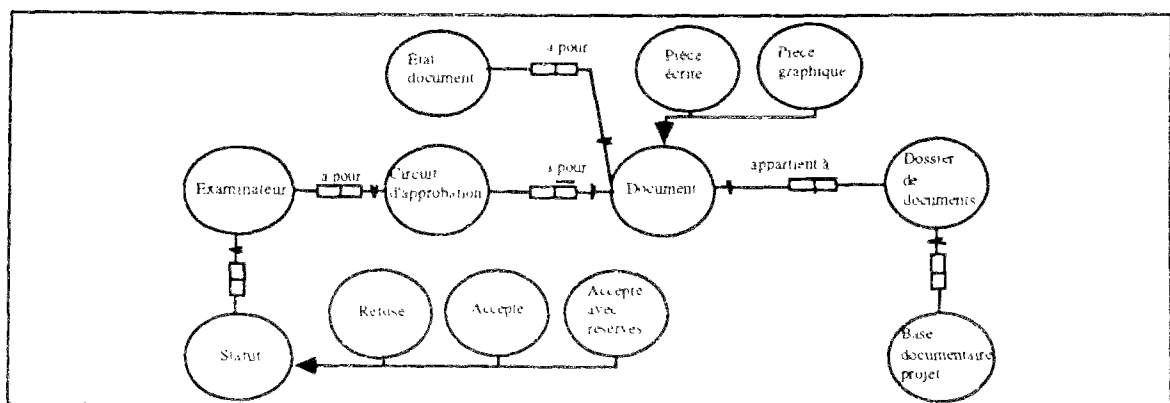 a pour
État
document
Pièce
écrite
Pièce
graphique
Examinateur
a pour
Circuit
d'approbation
a pour
Document
appartient à
Dossier
de
documents
Refusé
Accepté
Accepté
avec
réserves
Statut
Base
documentaire
projet